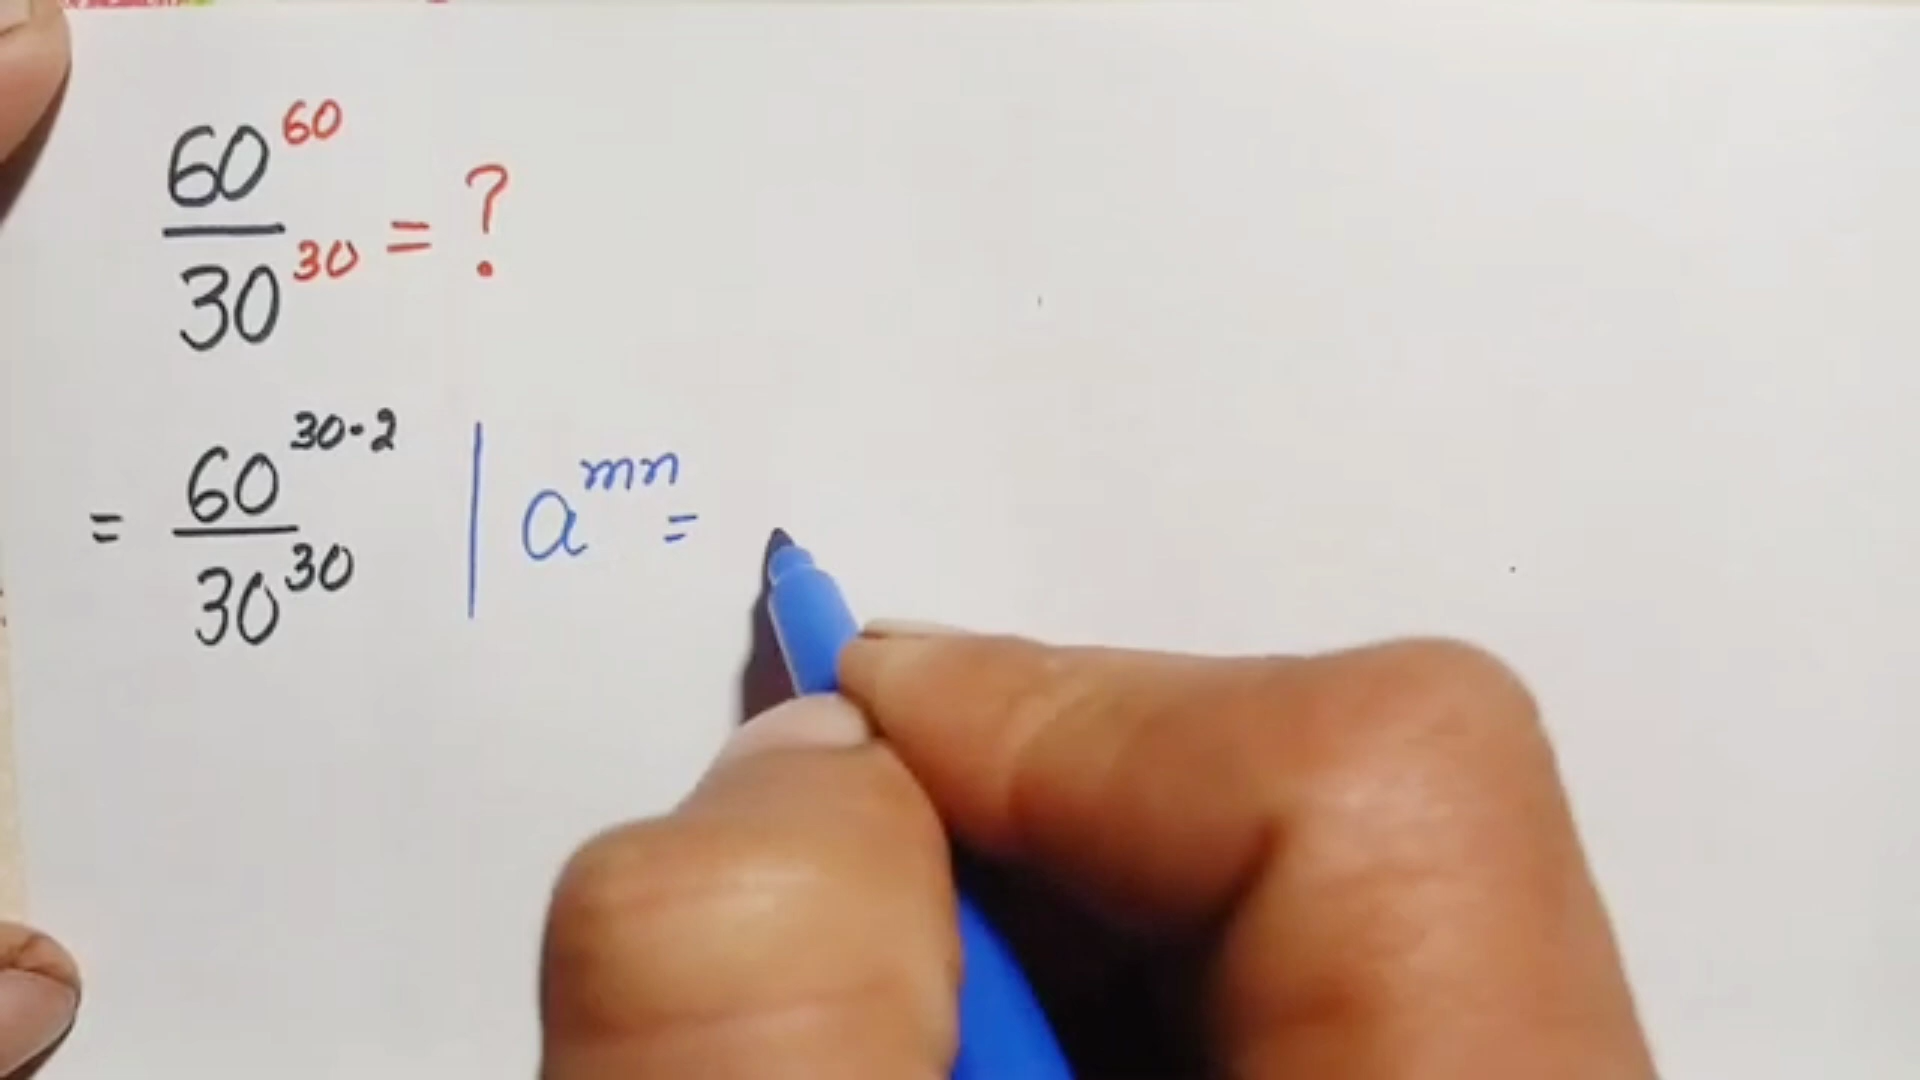 60^60 / 30^30 = ?
= 60^30·2 / 30^30 | a^mn =